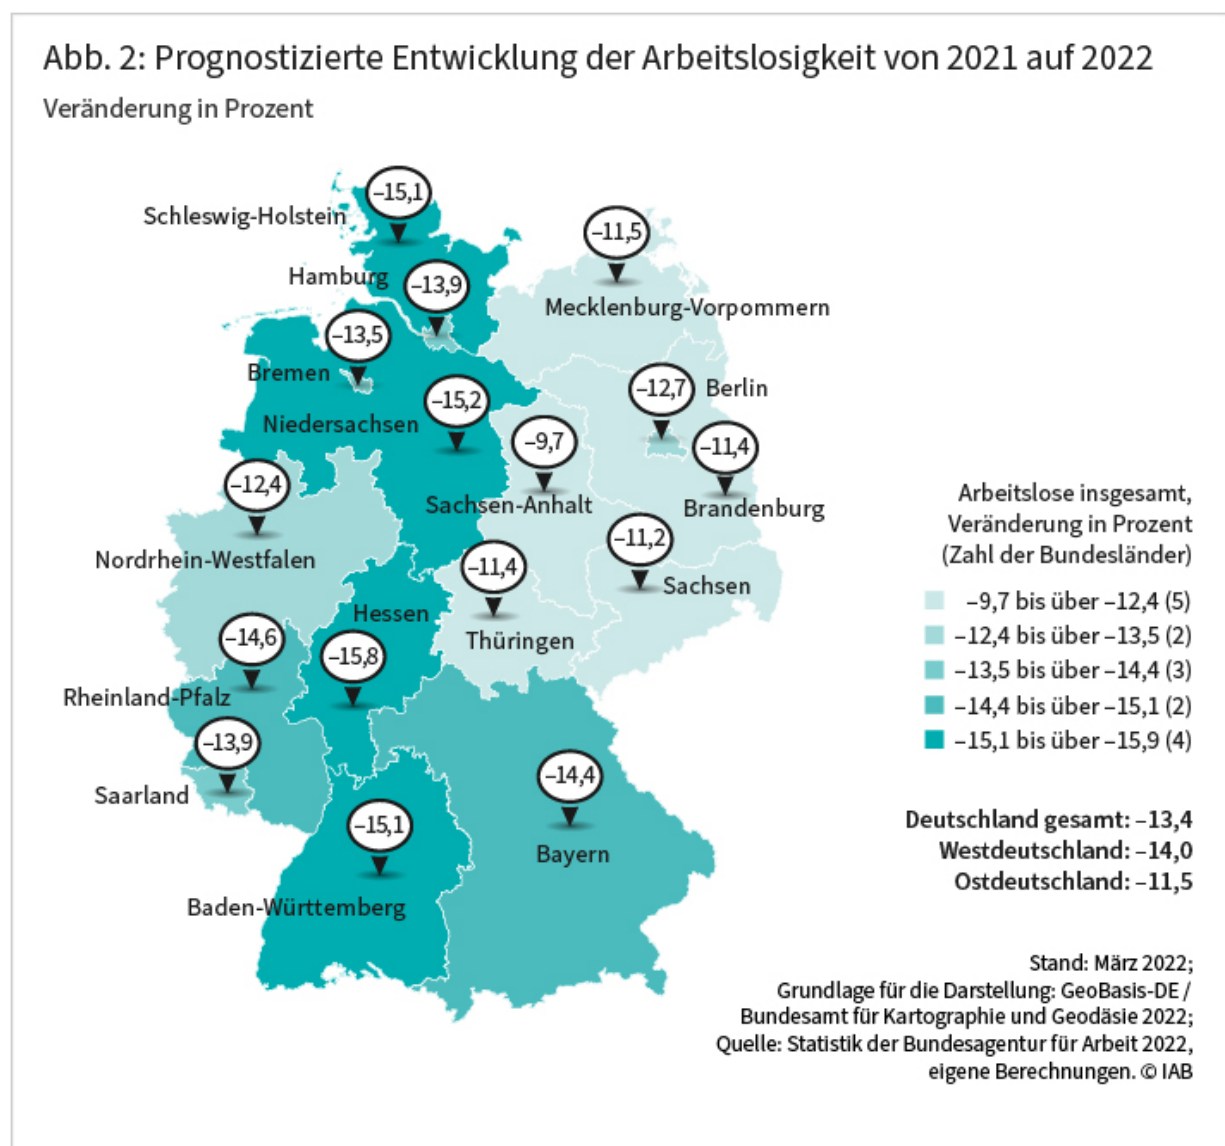 Abb. 2: Prognostizierte Entwicklung der Arbeitslosigkeit von 2021 auf 2022
Veränderung in Prozent
–15,1
Schleswig-Holstein
–11,5
Hamburg
–13,9
Mecklenburg-Vorpommern
–13,5
Bremen
–12,7
Berlin
–15,2
Niedersachsen
–9,7
–11,4
–12,4
Sachsen-Anhalt
Brandenburg
Nordrhein-Westfalen
–11,2
Sachsen
–11,4
Thüringen
Hessen
–15,8
–14,6
Rheinland-Pfalz
–13,9
Saarland
–14,4
Bayern
–15,1
Baden-Württemberg
Arbeitslose insgesamt,
Veränderung in Prozent
(Zahl der Bundesländer)
–9,7 bis über –12,4 (5)
–12,4 bis über –13,5 (2)
–13,5 bis über –14,4 (3)
–14,4 bis über –15,1 (2)
–15,1 bis über –15,9 (4)
Deutschland gesamt: –13,4
Westdeutschland: –14,0
Ostdeutschland: –11,5
Stand: März 2022;
Grundlage für die Darstellung: GeoBasis-DE /
Bundesamt für Kartographie und Geodäsie 2022;
Quelle: Statistik der Bundesagentur für Arbeit 2022,
eigene Berechnungen. © IAB